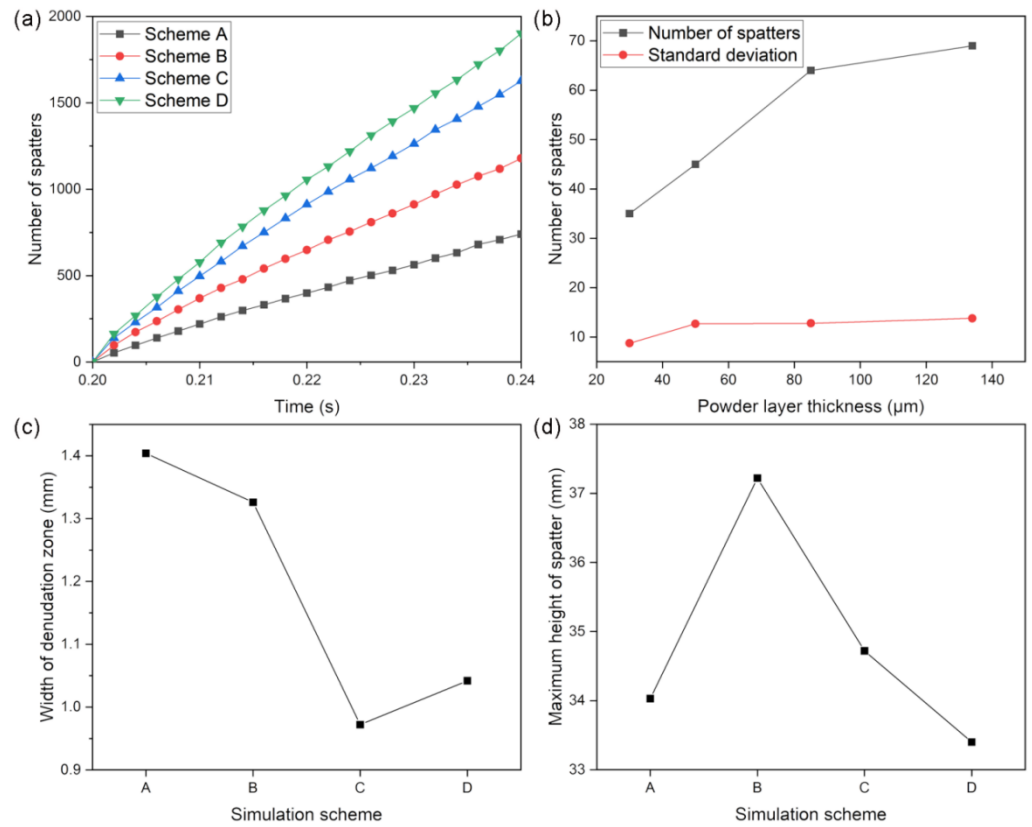 (a)
Scheme A
Scheme B
Scheme C
Scheme D
Number of spatters
2000
1500
1000
500
0
0.20 0.21 0.22 0.23 0.24
Time (s)
(b)
Number of spatters
Standard deviation
Number of spatters
70
60
50
40
30
20
10
20 40 60 80 100 120 140
Powder layer thickness (μm)
(c)
Width of denudation zone (mm)
1.4
1.3
1.2
1.1
1.0
0.9
A B C D
Simulation scheme
(d)
Maximum height of spatter (mm)
38
37
36
35
34
33
A B C D
Simulation scheme